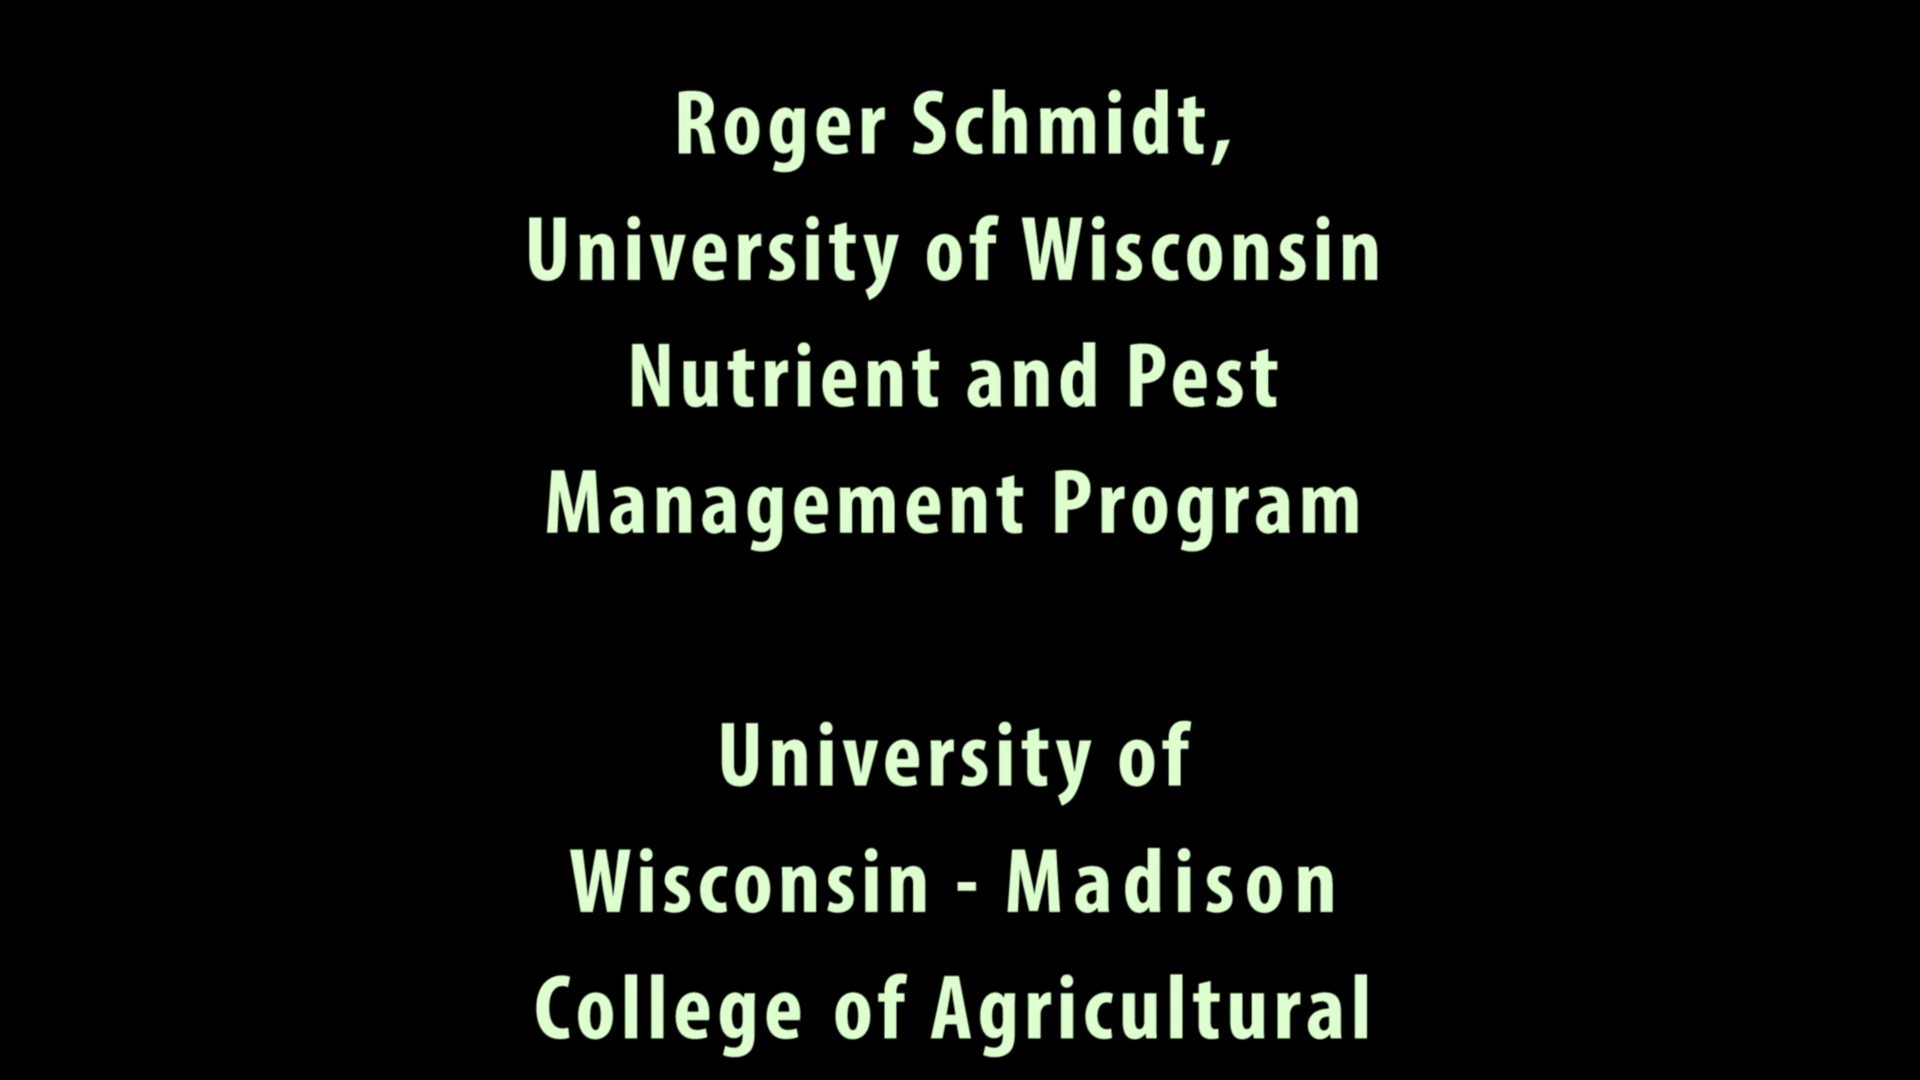 Roger Schmidt,
University of Wisconsin
Nutrient and Pest
Management Program
University of
Wisconsin - Madison
College of Agricultural